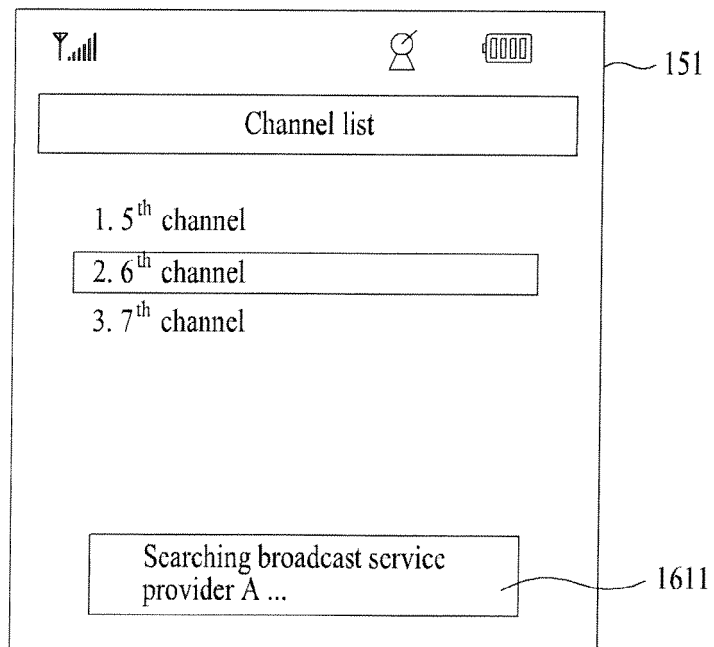 151
Channel list
1. 5th channel
2. 6th channel
3. 7th channel
Searching broadcast service
provider A ...
1611